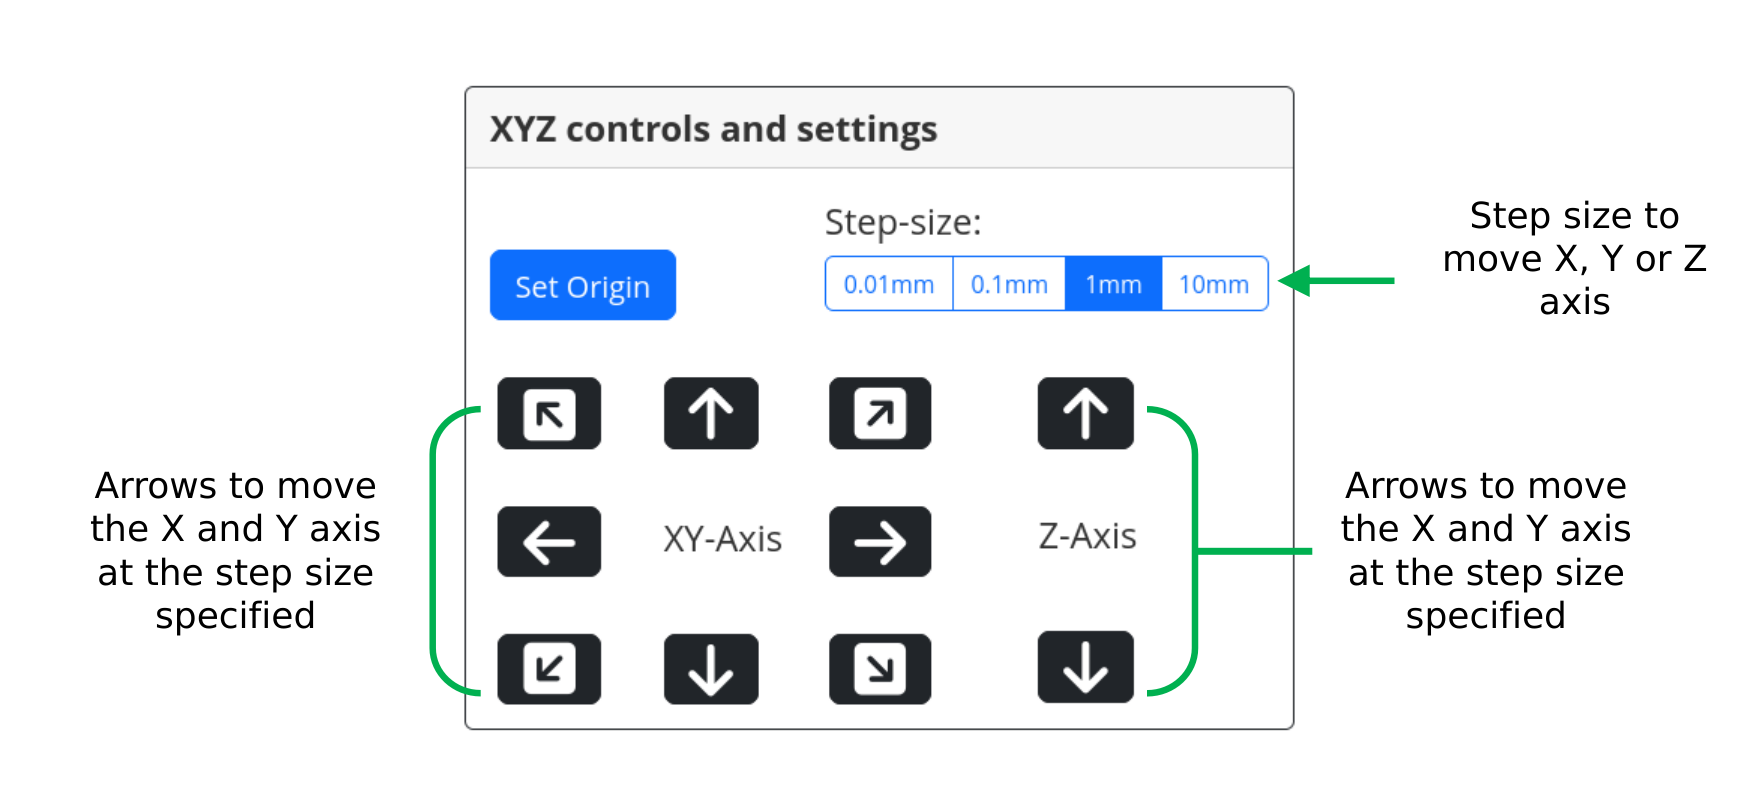 XYZ controls and settings
Step-size:
Set Origin
0.01mm 0.1mm 1mm 10mm
Step size to
move X, Y or Z
axis
XY-Axis
Z-Axis
Arrows to move
the X and Y axis
at the step size
specified
Arrows to move
the X and Y axis
at the step size
specified